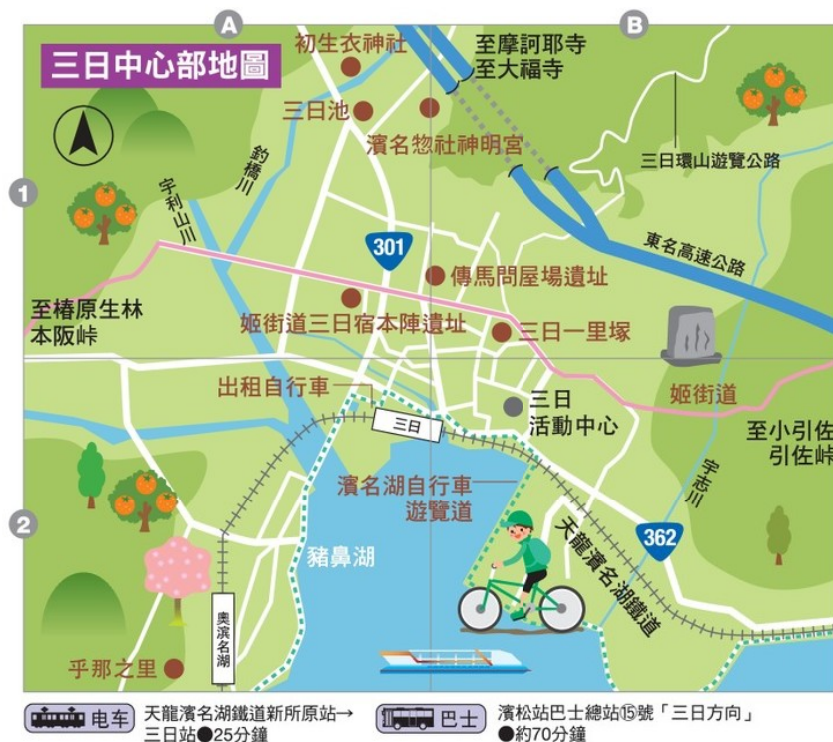 A
B
三日中心部地圖
初生衣神社
三日池
濱名惣社神明宮
至摩訶耶寺
至大福寺
三日環山遊覽公路
釣橋川
宇利山川
1
301
東名高速公路
傳馬問屋場遺址
姬街道三日宿本陣遺址
三日一里塚
至椿原生林
本阪峠
姬街道
出租自行車
三日
三日
活動中心
至小引佐
引佐峠
宇志川
濱名湖自行車
遊覽道
2
362
天龍濱名湖鐵道
豬鼻湖
奧滨名湖
乎那之里
电车
天龍濱名湖鐵道新所原站→
三日站●25分鐘
巴士
濱松站巴士總站⑮號「三日方向」
●約70分鐘